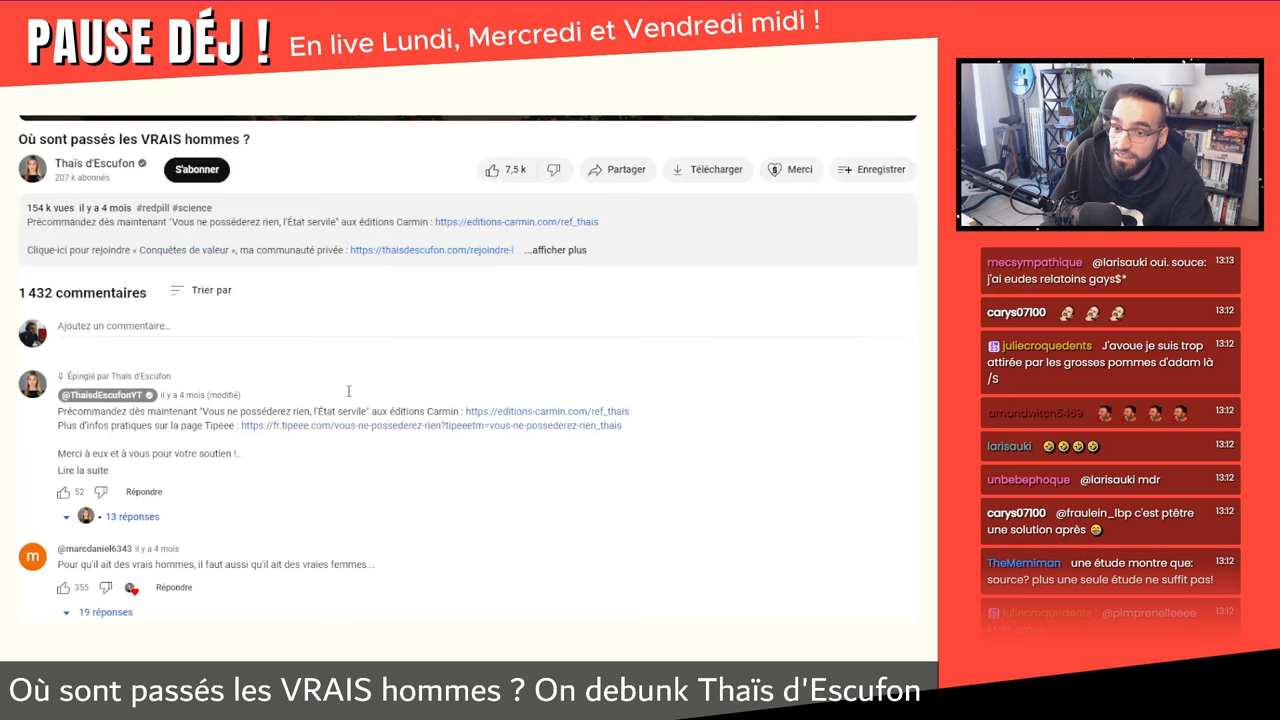 PAUSE DÉJ !
En live Lundi, Mercredi et Vendredi midi !
Où sont passés les VRAIS hommes ?
Thaïs d'Escufon
207 k abonnés
S'abonner
7,5 k
Partager
Télécharger
Merci
Enregistrer
154 k vues il y a 4 mois #redpill #science
Précommandez dès maintenant "Vous ne posséderez rien, l'État servile" aux éditions Carmin : https://editions-carmin.com/ref_thais
Clique-ici pour rejoindre « Conquêtes de valeur », ma communauté privée : https://thaisdescufon.com/rejoindre-l... ...afficher plus
1 432 commentaires
Trier par
Ajoutez un commentaire...
Épinglé par Thaïs d'Escufon
@ThaisdEscufonYT il y a 4 mois (modifié)
Précommandez dès maintenant "Vous ne posséderez rien, l'État servile" aux éditions Carmin : https://editions-carmin.com/ref_thais
Plus d'infos pratiques sur la page Tipeee : https://fr.tipeee.com/vous-ne-possederez-rien?tipeeetm=vous-ne-possederez-rien_thais
Merci à eux et à vous pour votre soutien !..
Lire la suite
52
Répondre
13 réponses
m
@marcdaniel6343 il y a 4 mois
Pour qu'il ait des vrais hommes, il faut aussi qu'il ait des vraies femmes...
355
Répondre
19 réponses
mecsympathique @larisauki oui. souce: 13:13
j'ai eudes relatoins gays$*
carys07100 13:12
juliecroquedents J'avoue je suis trop 13:12
attirée par les grosses pommes d'adam là
/S
amandwitch5469 13:12
larisauki 13:12
unbebephoque @larisauki mdr 13:12
carys07100 @fraulein_lbp c'est ptêtre 13:12
une solution après
TheMemiman une étude montre que: 13:12
source? plus une seule étude ne suffit pas!
juliecroquedents @pimprenelleeee 13:12
Où sont passés les VRAIS hommes ? On debunk Thaïs d'Escufon